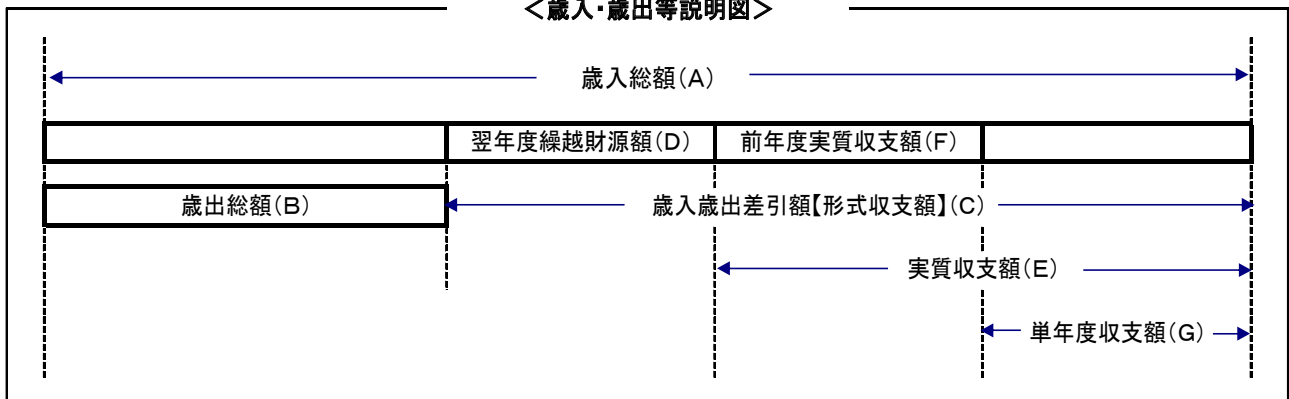 <歳入・歳出等説明図>
歳入総額(A)
翌年度繰越財源額(D) 前年度実質収支額(F)
歳出総額(B) 歳入歳出差引額【形式収支額】(C)
実質収支額(E)
単年度収支額(G)